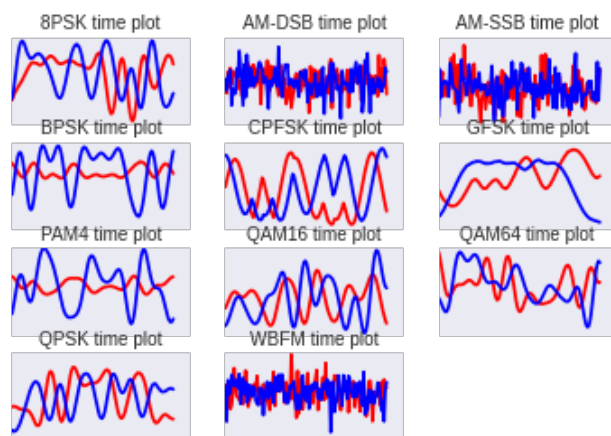 8PSK time plot
AM-DSB time plot
AM-SSB time plot
BPSK time plot
CPFSK time plot
GFSK time plot
PAM4 time plot
QAM16 time plot
QAM64 time plot
QPSK time plot
WBFM time plot